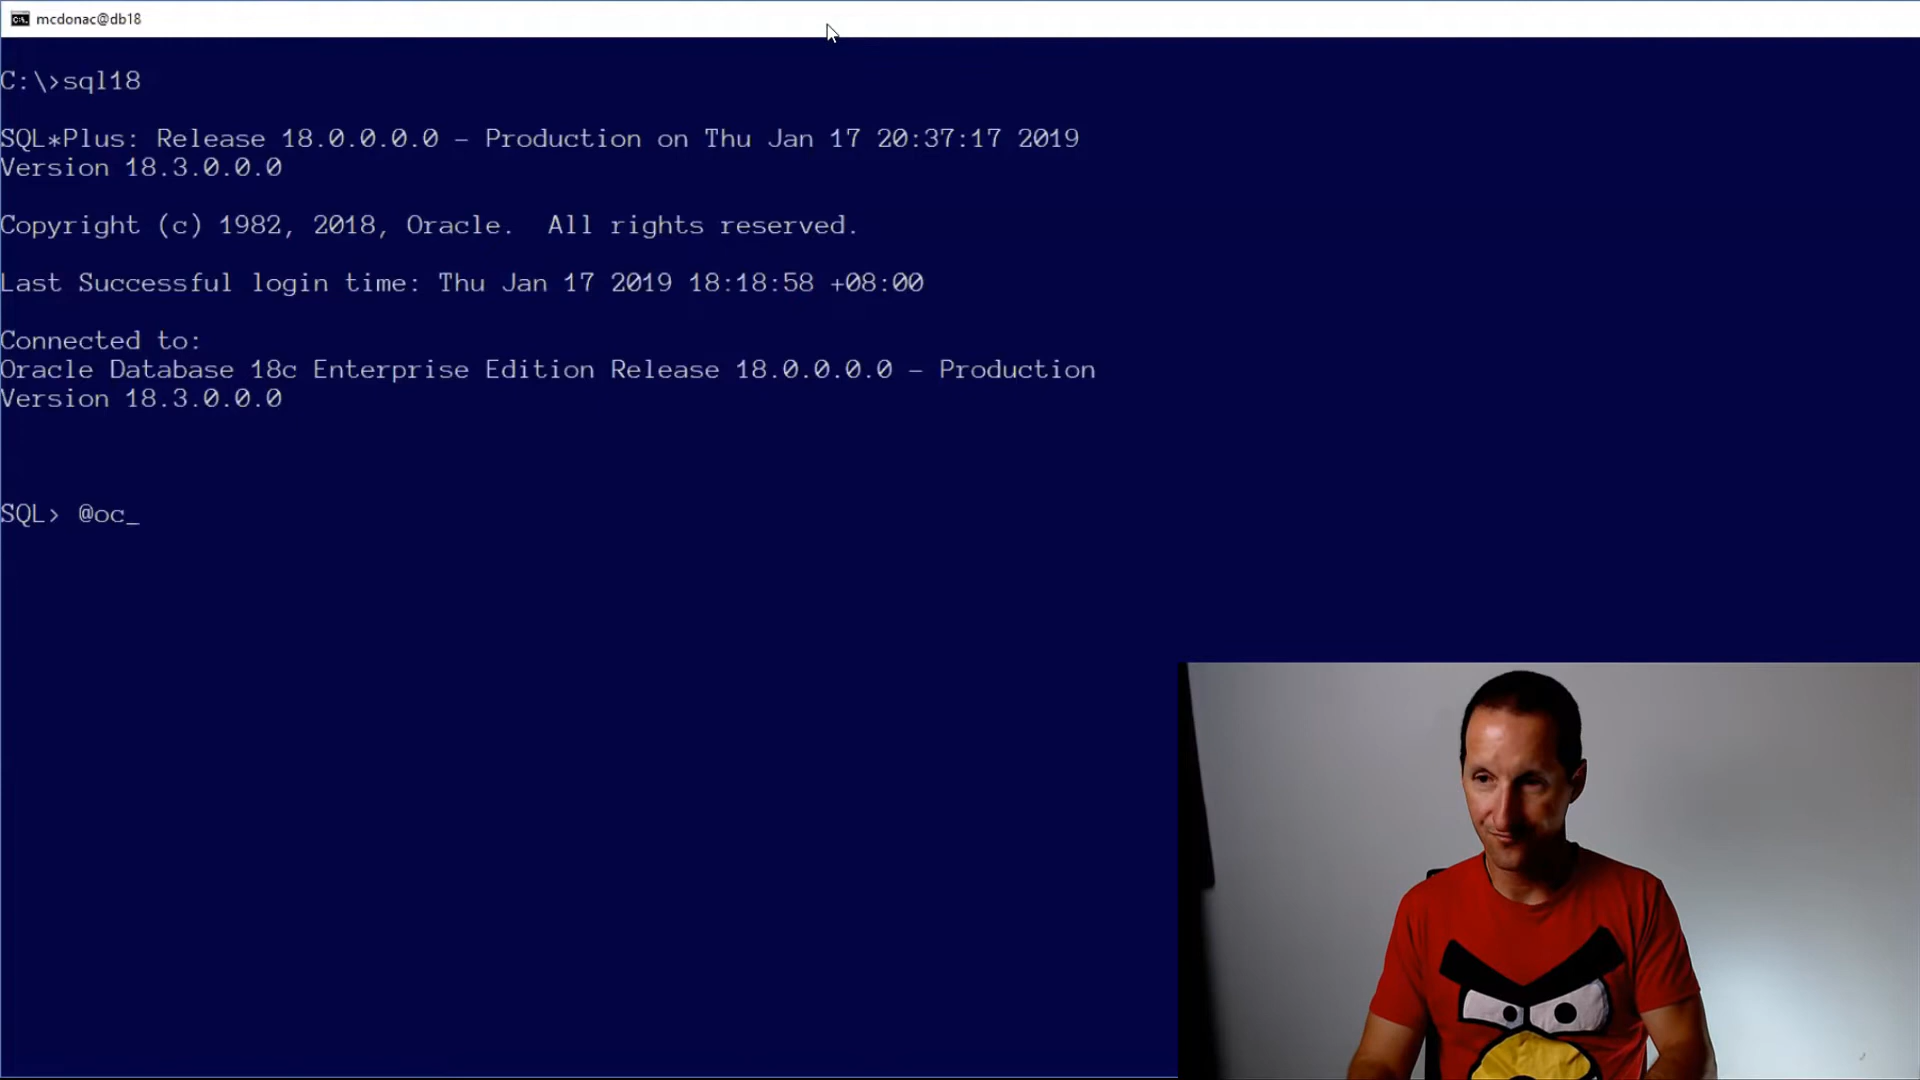 mcdonac@db18
C:\>sql18
SQL*Plus: Release 18.0.0.0.0 - Production on Thu Jan 17 20:37:17 2019
Version 18.3.0.0.0
Copyright (c) 1982, 2018, Oracle.  All rights reserved.
Last Successful login time: Thu Jan 17 2019 18:18:58 +08:00
Connected to:
Oracle Database 18c Enterprise Edition Release 18.0.0.0.0 - Production
Version 18.3.0.0.0
SQL> @oc_